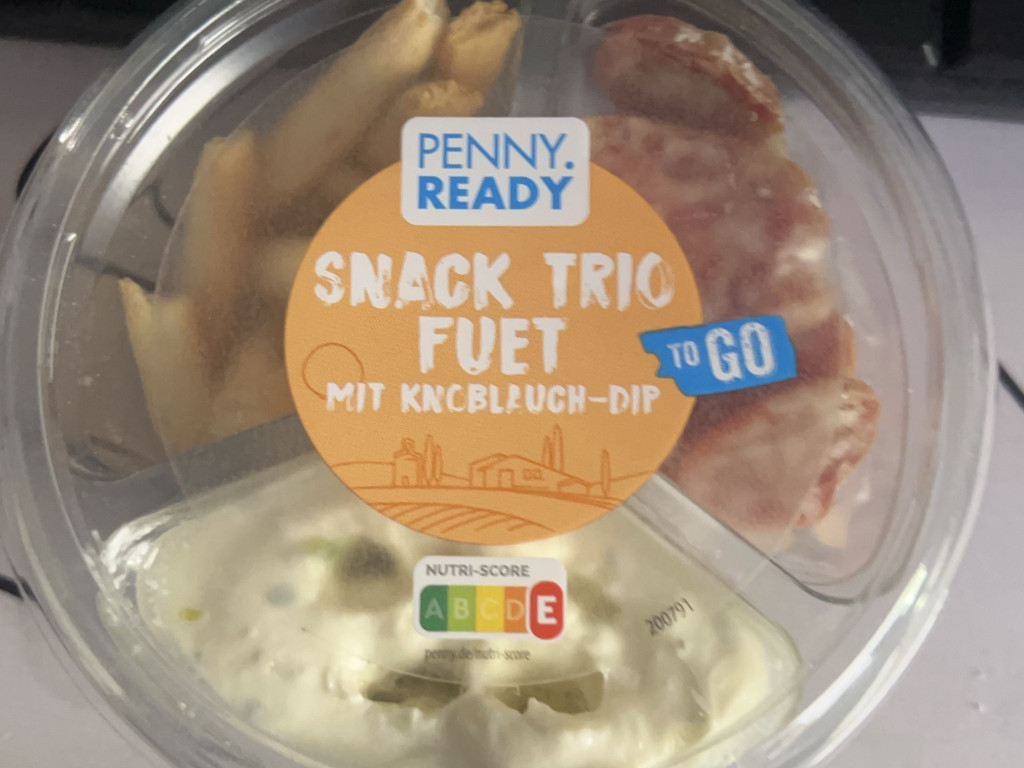 PENNY.
READY
SNACK TRIO
FUET
MIT KNOBLAUCH-DIP
TO GO
NUTRI-SCORE
A B C D E
penny.de/nutri-score
200791